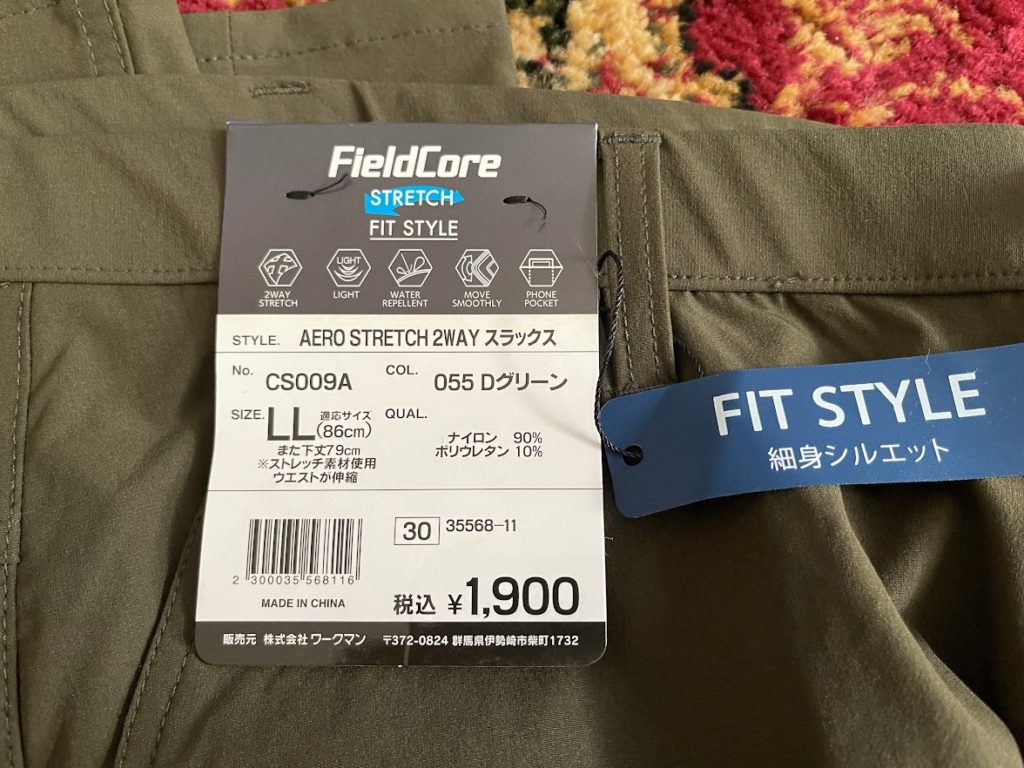 FieldCore
STRETCH
FIT STYLE
2WAY STRETCH
LIGHT
LIGHT
WATER REPELLENT
MOVE SMOOTHLY
PHONE POCKET
STYLE. AERO STRETCH 2WAY スラックス
No. CS009A COL. 055 Dグリーン
SIZE. LL 適応サイズ (86cm)
また下丈79cm
※ストレッチ素材使用
ウエストが伸縮
QUAL.
ナイロン 90%
ポリウレタン 10%
30 35568-11
2 300035 568116
MADE IN CHINA
税込 ¥1,900
販売元 株式会社 ワークマン 〒372-0824 群馬県伊勢崎市柴町1732
FIT STYLE
細身シルエット